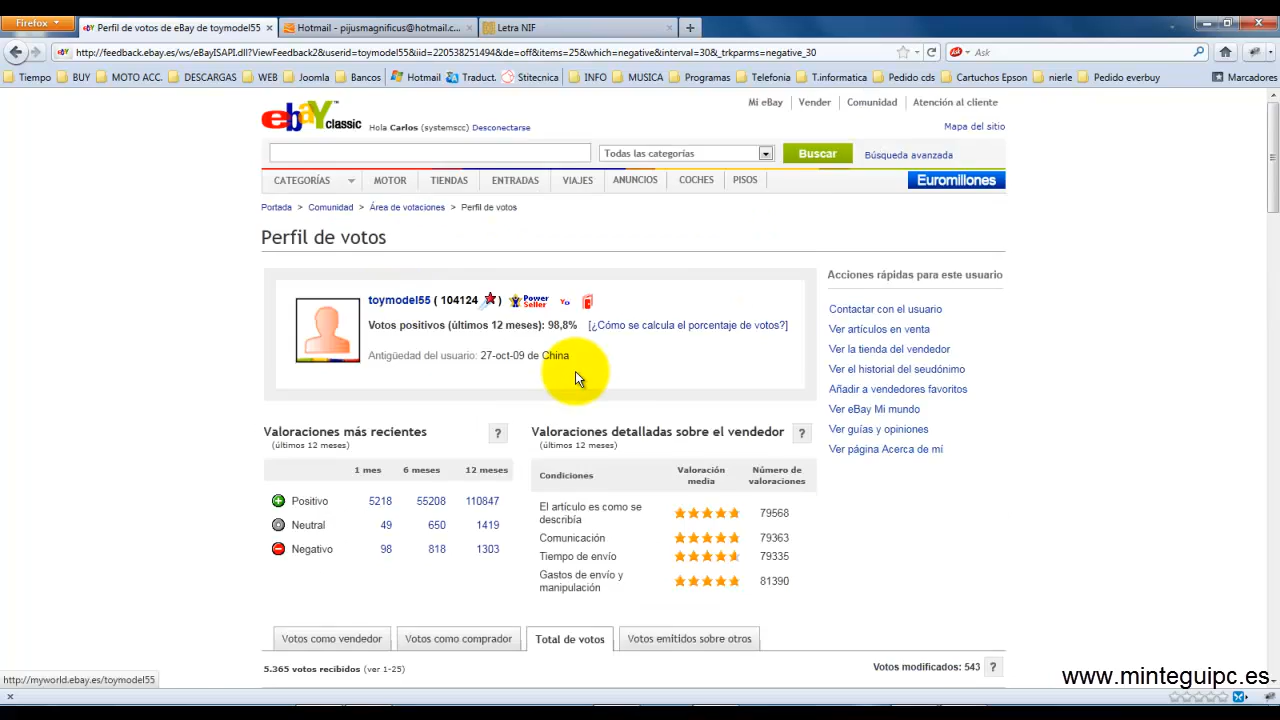 Firefox
Perfil de votos de eBay de toymodel55
Hotmail - pijusmagnificus@hotmail.c...
Letra NIF
http://feedback.ebay.es/ws/eBayISAPI.dll?ViewFeedback2&userid=toymodel55&iid=220538251494&de=off&items=25&which=negative&interval=30&_trkparms=negative_30
Ask
Tiempo BUY MOTO ACC. DESCARGAS WEB Joomla Bancos Hotmail Traduct. Stitecnica INFO MUSICA Programas Telefonia T.informatica Pedido cds Cartuchos Epson nierle Pedido everbuy Marcadores
Mi eBay Vender Comunidad Atención al cliente
ebaY classic
Hola Carlos (systemscc) Desconectarse
Mapa del sitio
Todas las categorías
Buscar
Búsqueda avanzada
CATEGORÍAS MOTOR TIENDAS ENTRADAS VIAJES ANUNCIOS COCHES PISOS Euromillones
Portada > Comunidad > Área de votaciones > Perfil de votos
Perfil de votos
toymodel55 ( 104124 ) Power Seller Yo
Votos positivos (últimos 12 meses): 98,8% [¿Cómo se calcula el porcentaje de votos?]
Antigüedad del usuario: 27-oct-09 de China
Acciones rápidas para este usuario
Contactar con el usuario
Ver artículos en venta
Ver la tienda del vendedor
Ver el historial del seudónimo
Añadir a vendedores favoritos
Ver eBay Mi mundo
Ver guías y opiniones
Ver página Acerca de mí
Valoraciones más recientes ?
(últimos 12 meses)
1 mes 6 meses 12 meses
Positivo 5218 55208 110847
Neutral 49 650 1419
Negativo 98 818 1303
Valoraciones detalladas sobre el vendedor ?
(últimos 12 meses)
Condiciones Valoración media Número de valoraciones
El artículo es como se describía 79568
Comunicación 79363
Tiempo de envío 79335
Gastos de envío y manipulación 81390
Votos como vendedor Votos como comprador Total de votos Votos emitidos sobre otros
5.365 votos recibidos (ver 1-25)
Votos modificados: 543 ?
http://myworld.ebay.es/toymodel55
www.minteguipc.es